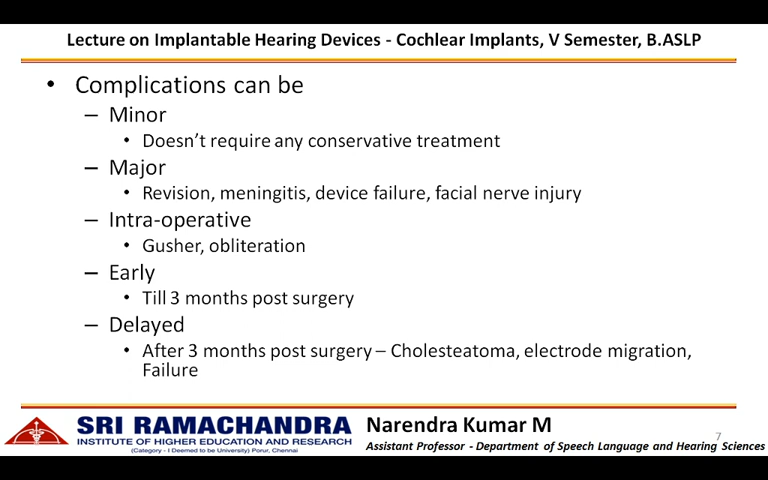 Lecture on Implantable Hearing Devices - Cochlear Implants, V Semester, B.ASLP
• Complications can be
– Minor
• Doesn't require any conservative treatment
– Major
• Revision, meningitis, device failure, facial nerve injury
– Intra-operative
• Gusher, obliteration
– Early
• Till 3 months post surgery
– Delayed
• After 3 months post surgery – Cholesteatoma, electrode migration,
Failure
SRI RAMACHANDRA
INSTITUTE OF HIGHER EDUCATION AND RESEARCH
(Category - I Deemed to be University) Porur, Chennai
Narendra Kumar M
7
Assistant Professor - Department of Speech Language and Hearing Sciences